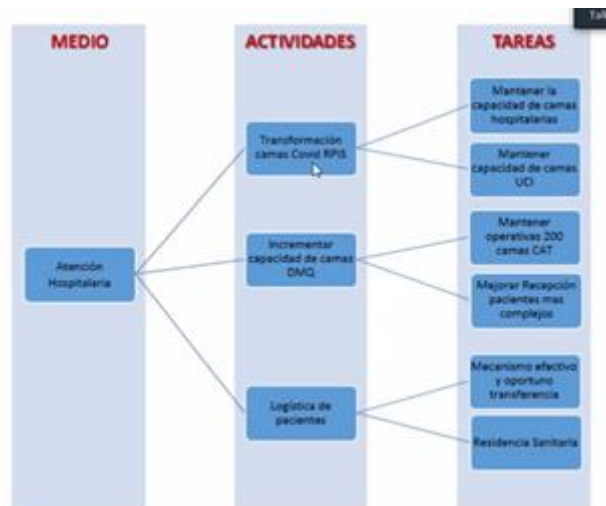 MEDIO
ACTIVIDADES
TAREAS
Atención
Hospitalaria
Transformación
camas Covid RPIS
Incrementar
capacidad de camas
DMQ
Logística de
pacientes
Mantener la
capacidad de camas
hospitalarias
Mantener
capacidad de camas
UCI
Mantener
operativas 200
camas CAT
Mejorar Recepción
pacientes mas
complejos
Mecanismo efectivo
y oportuno
transferencia
Residencia Sanitaria